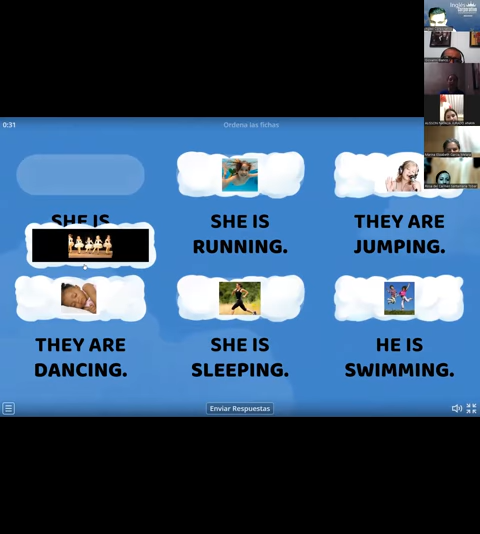 Inglés
0:31
Ordena las fichas
SHE IS
SHE IS
RUNNING.
THEY ARE
JUMPING.
THEY ARE
DANCING.
SHE IS
SLEEPING.
HE IS
SWIMMING.
Enviar Respuestas